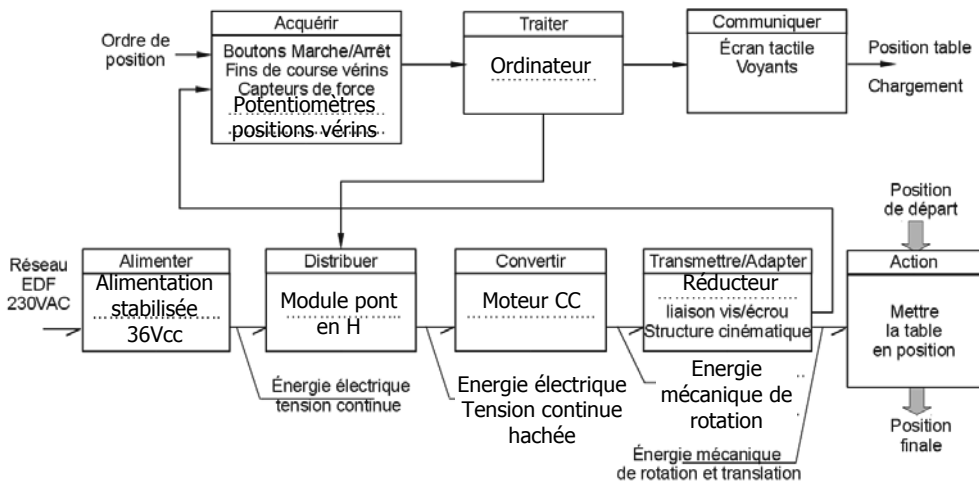 Acquérir
Traiter
Communiquer
Ordre de
position
Boutons Marche/Arrêt
Fins de course vérins
Capteurs de force
Potentiomètres
positions vérins
Ordinateur
Écran tactile
Voyants
Position table
Chargement
Position
de départ
Réseau
EDF
230VAC
Alimenter
Alimentation
stabilisée
36Vcc
Distribuer
Module pont
en H
Convertir
Moteur CC
Transmettre/Adapter
Réducteur
liaison vis/écrou
Structure cinématique
Action
Mettre
la table
en position
Énergie électrique
tension continue
Energie électrique
Tension continue
hachée
Energie
mécanique de
rotation
Énergie mécanique
de rotation et translation
Position
finale